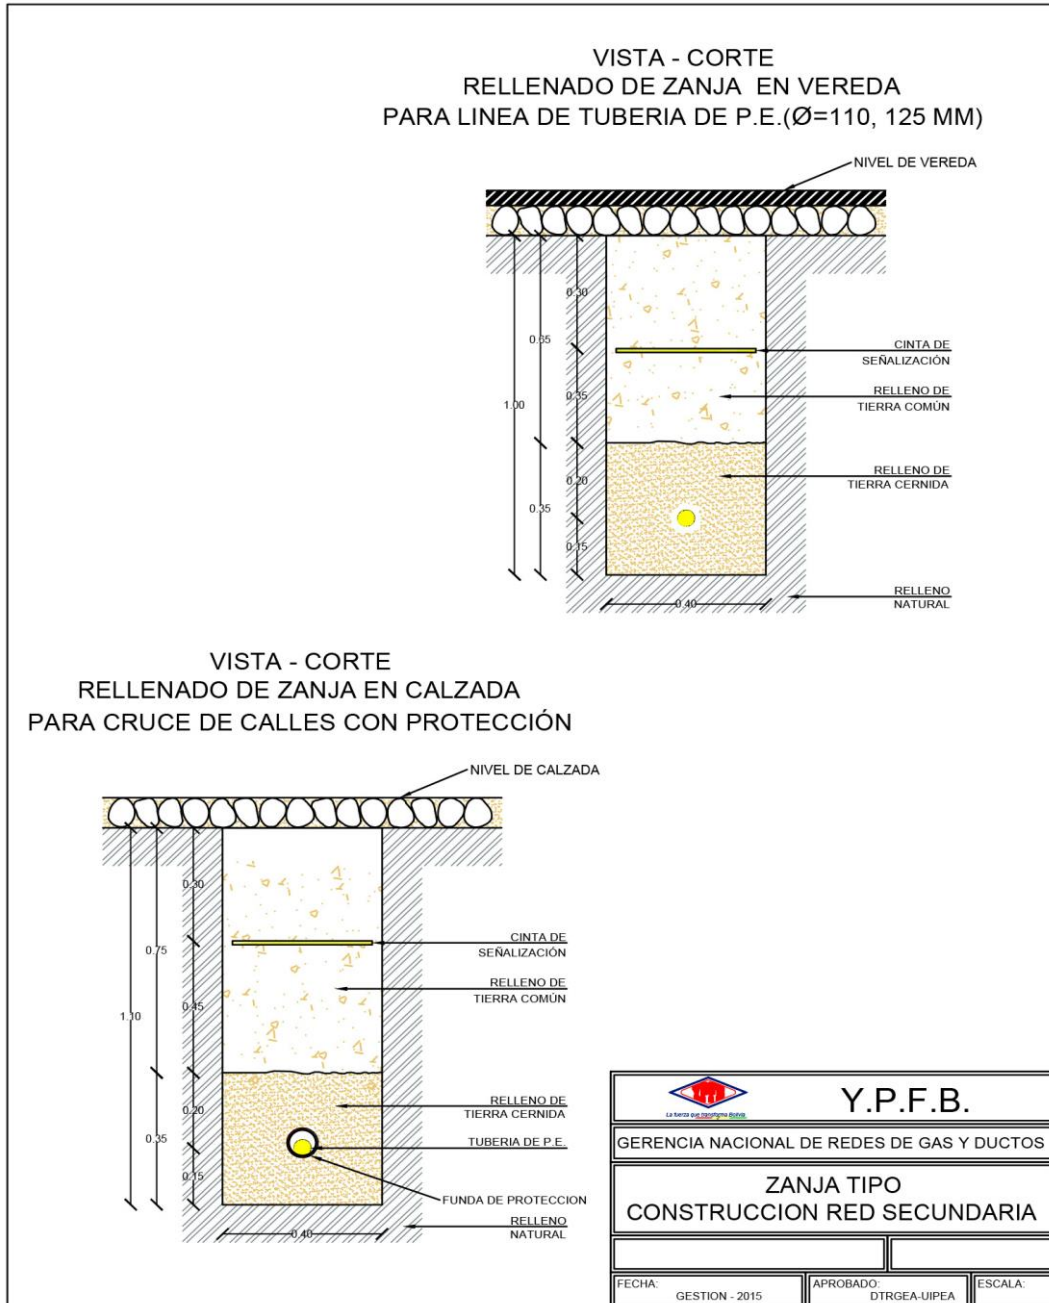 VISTA - CORTE
RELLENADO DE ZANJA EN VEREDA
PARA LINEA DE TUBERIA DE P.E.(Ø=110, 125 MM)
NIVEL DE VEREDA
0.30
0.65
CINTA DE
SEÑALIZACIÓN
0.35
RELLENO DE
TIERRA COMÚN
1.00
RELLENO DE
TIERRA CERNIDA
0.20
0.35
0.15
RELLENO
NATURAL
0.40
VISTA - CORTE
RELLENADO DE ZANJA EN CALZADA
PARA CRUCE DE CALLES CON PROTECCIÓN
NIVEL DE CALZADA
0.30
CINTA DE
SEÑALIZACIÓN
0.75
RELLENO DE
TIERRA COMÚN
0.45
1.10
RELLENO DE
TIERRA CERNIDA
0.20
0.35
TUBERIA DE P.E.
0.15
FUNDA DE PROTECCION
RELLENO
NATURAL
0.40
La fuerza que transforma Bolivia
Y.P.F.B.
GERENCIA NACIONAL DE REDES DE GAS Y DUCTOS
ZANJA TIPO
CONSTRUCCION RED SECUNDARIA
FECHA:
GESTION - 2015
APROBADO:
DTRGEA-UIPEA
ESCALA: